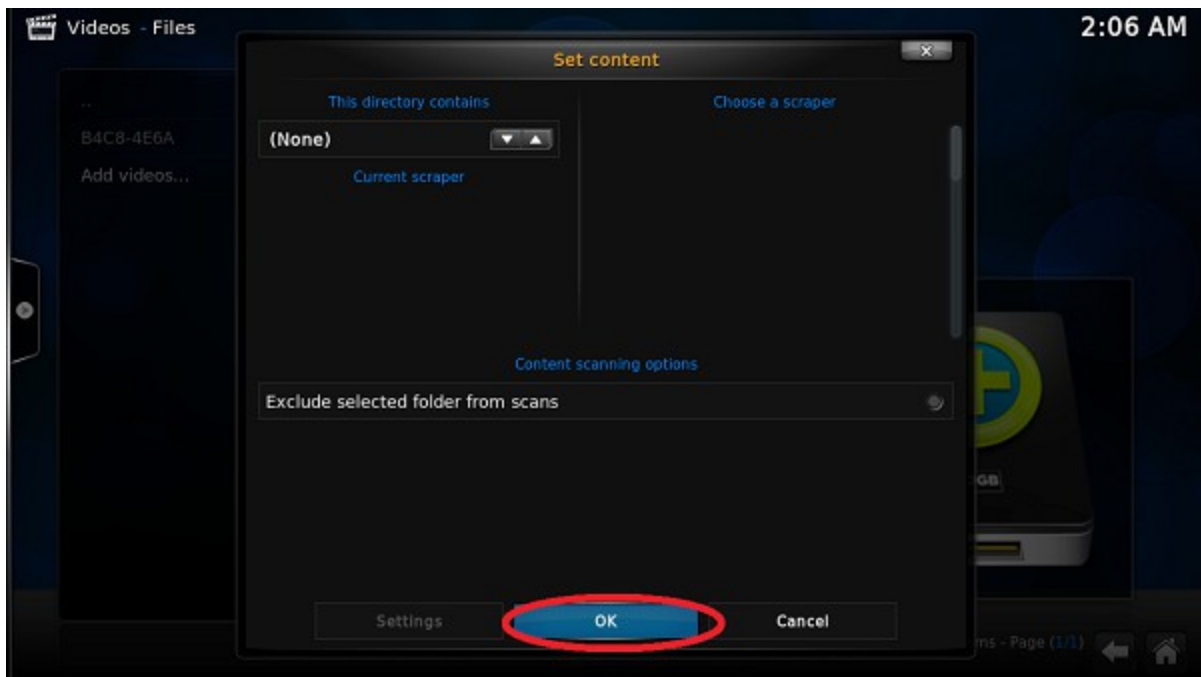 Videos - Files
2:06 AM
Set content
This directory contains
Choose a scraper
..
B4C8-4E6A
(None)
Add videos...
Current scraper
Content scanning options
Exclude selected folder from scans
GB
Settings
OK
Cancel
ms - Page (1/1)